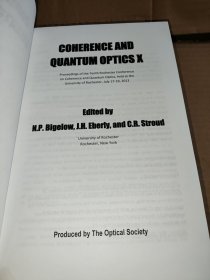 COHERENCE AND
QUANTUM OPTICS X
Proceedings of the Tenth Rochester Conference
on Coherence and Quantum Optics, held at the
University of Rochester, June 17-20, 2013
Edited by
N.P. Bigelow, J.H. Eberly, and C.R. Stroud
University of Rochester
Rochester, New York
Produced by The Optical Society